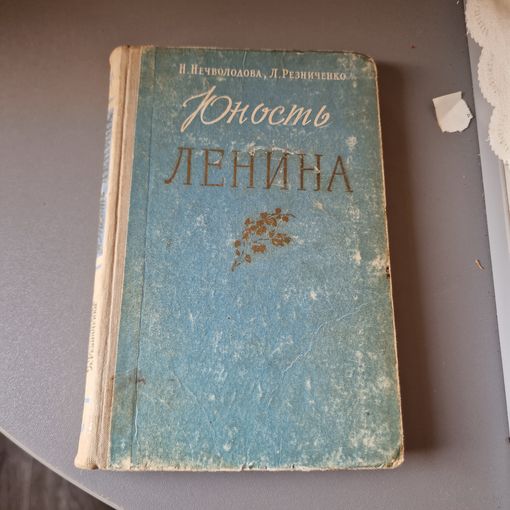 Н. Нечволодова, Л. Резниченко
Юность
ЛЕНИНА